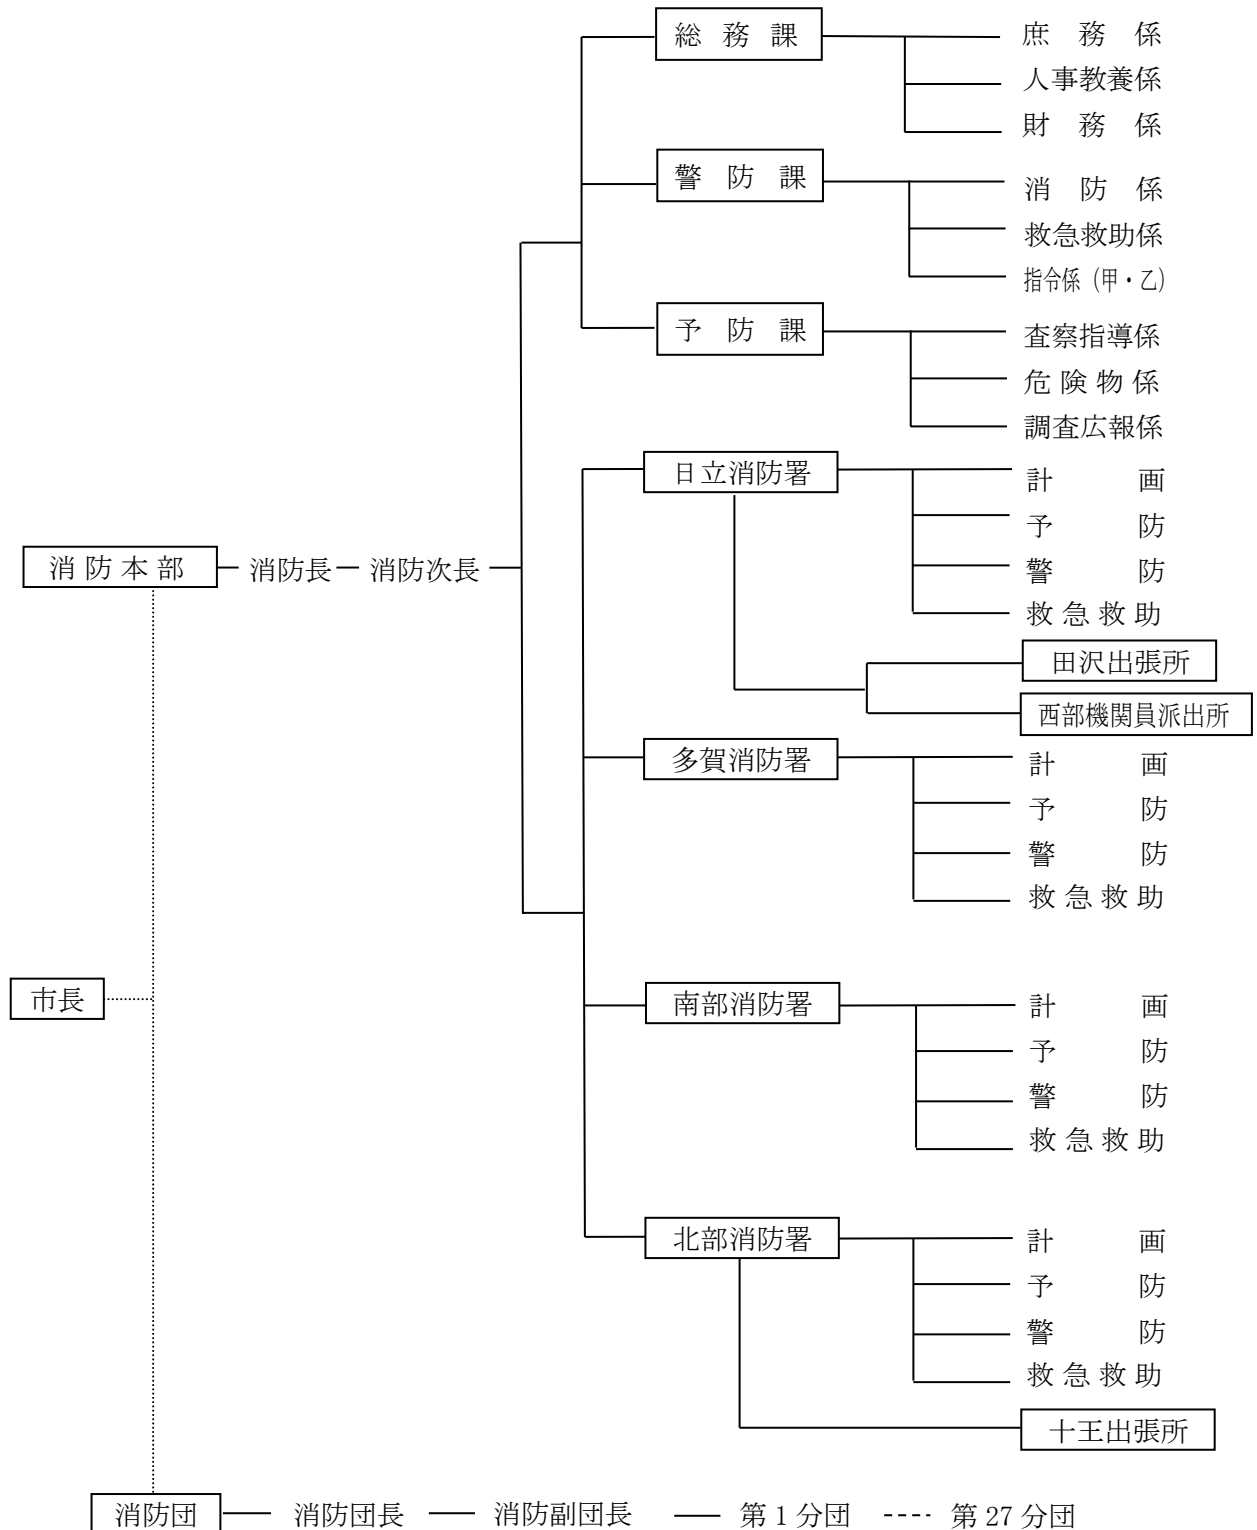 総務課
庶務係
人事教養係
財務係
警防課
消防係
救急救助係
指令係（甲・乙）
予防課
査察指導係
危険物係
調査広報係
日立消防署
計画
予防
警防
救急救助
消防本部 消防長 消防次長
田沢出張所
西部機関員派出所
多賀消防署
計画
予防
警防
救急救助
市長
南部消防署
計画
予防
警防
救急救助
北部消防署
計画
予防
警防
救急救助
十王出張所
消防団 消防団長 消防副団長 第1分団 第27分団